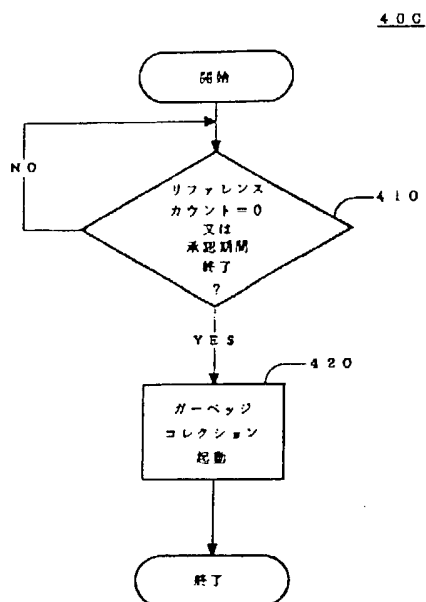 400
開始
NO
リファレンス
カウント=0
又は
承認期間
終了
?
410
YES
420
ガーベッジ
コレクション
起動
終了